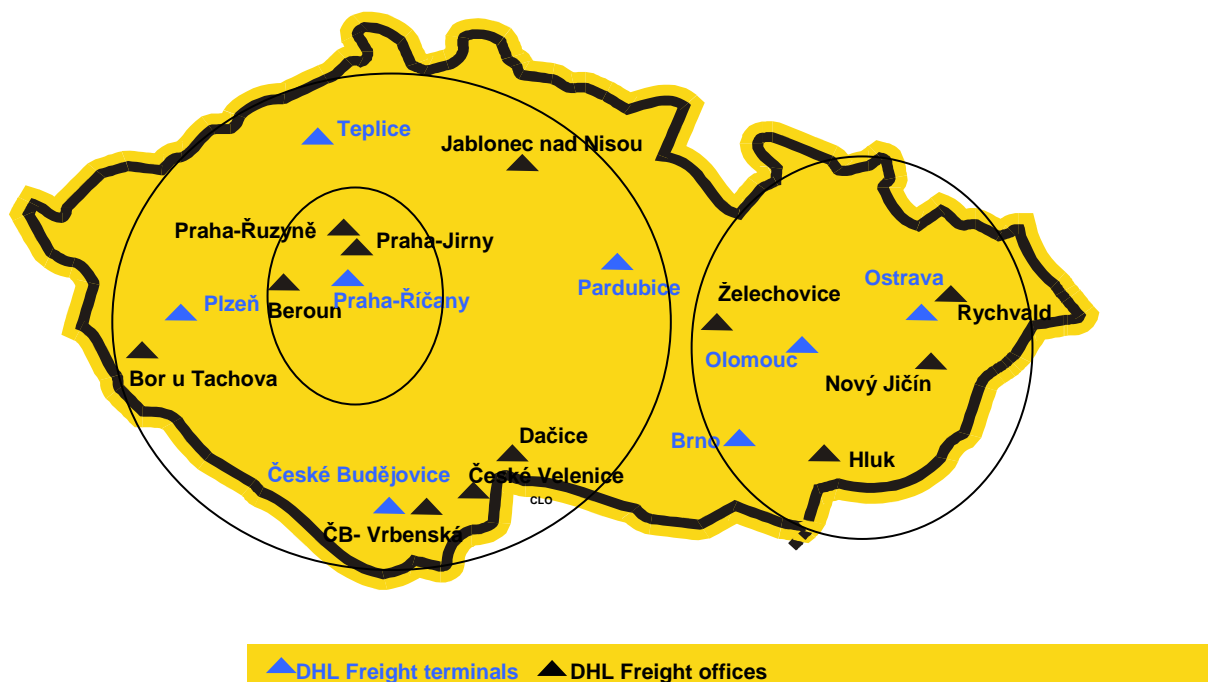 Teplice
Jablonec nad Nisou
Praha-Řuzyně
Praha-Jirny
Pardubice
Ostrava
Želechovice
Plzeň
Beroun
Praha-Říčany
Rychvald
Olomouc
Bor u Tachova
Nový Jičín
Dačice
Brno
Hluk
České Budějovice
České Velenice
CLO
ČB- Vrbenská
DHL Freight terminals
DHL Freight offices